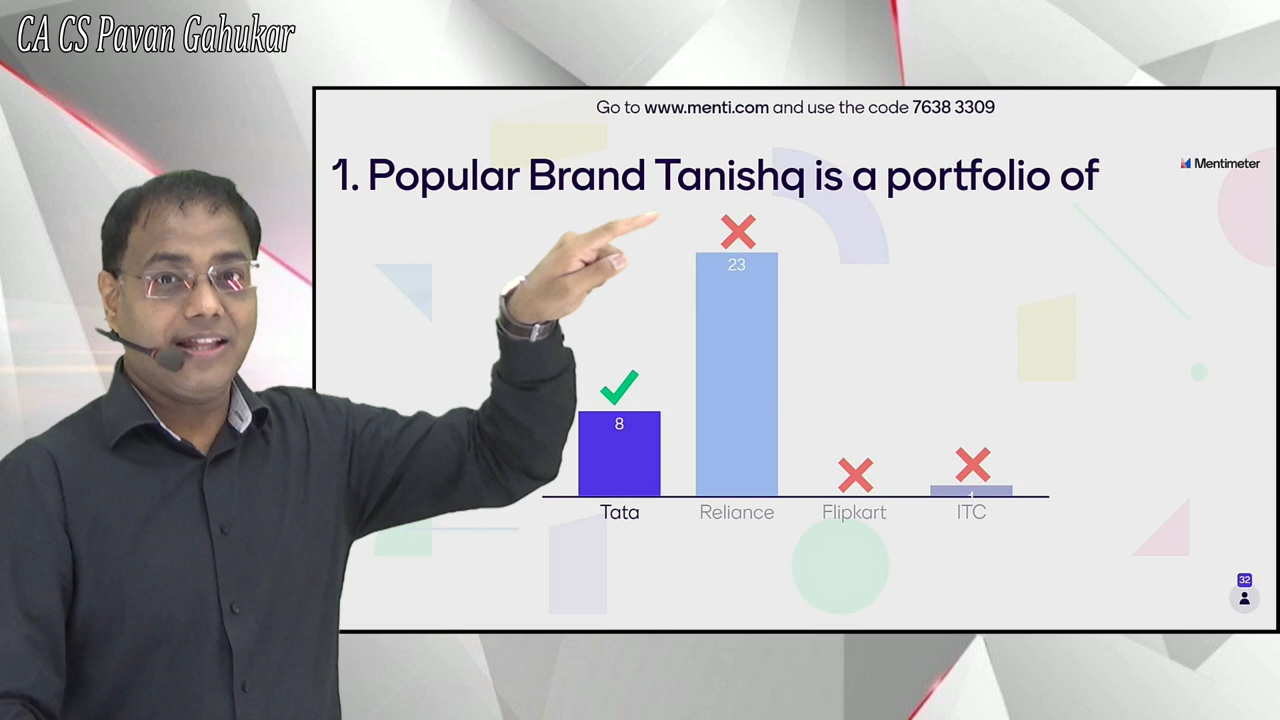 CA CS Pavan Gahukar
Go to www.menti.com and use the code 7638 3309
1. Popular Brand Tanishq is a portfolio of
Mentimeter
23
8
1
Tata Reliance Flipkart ITC
32